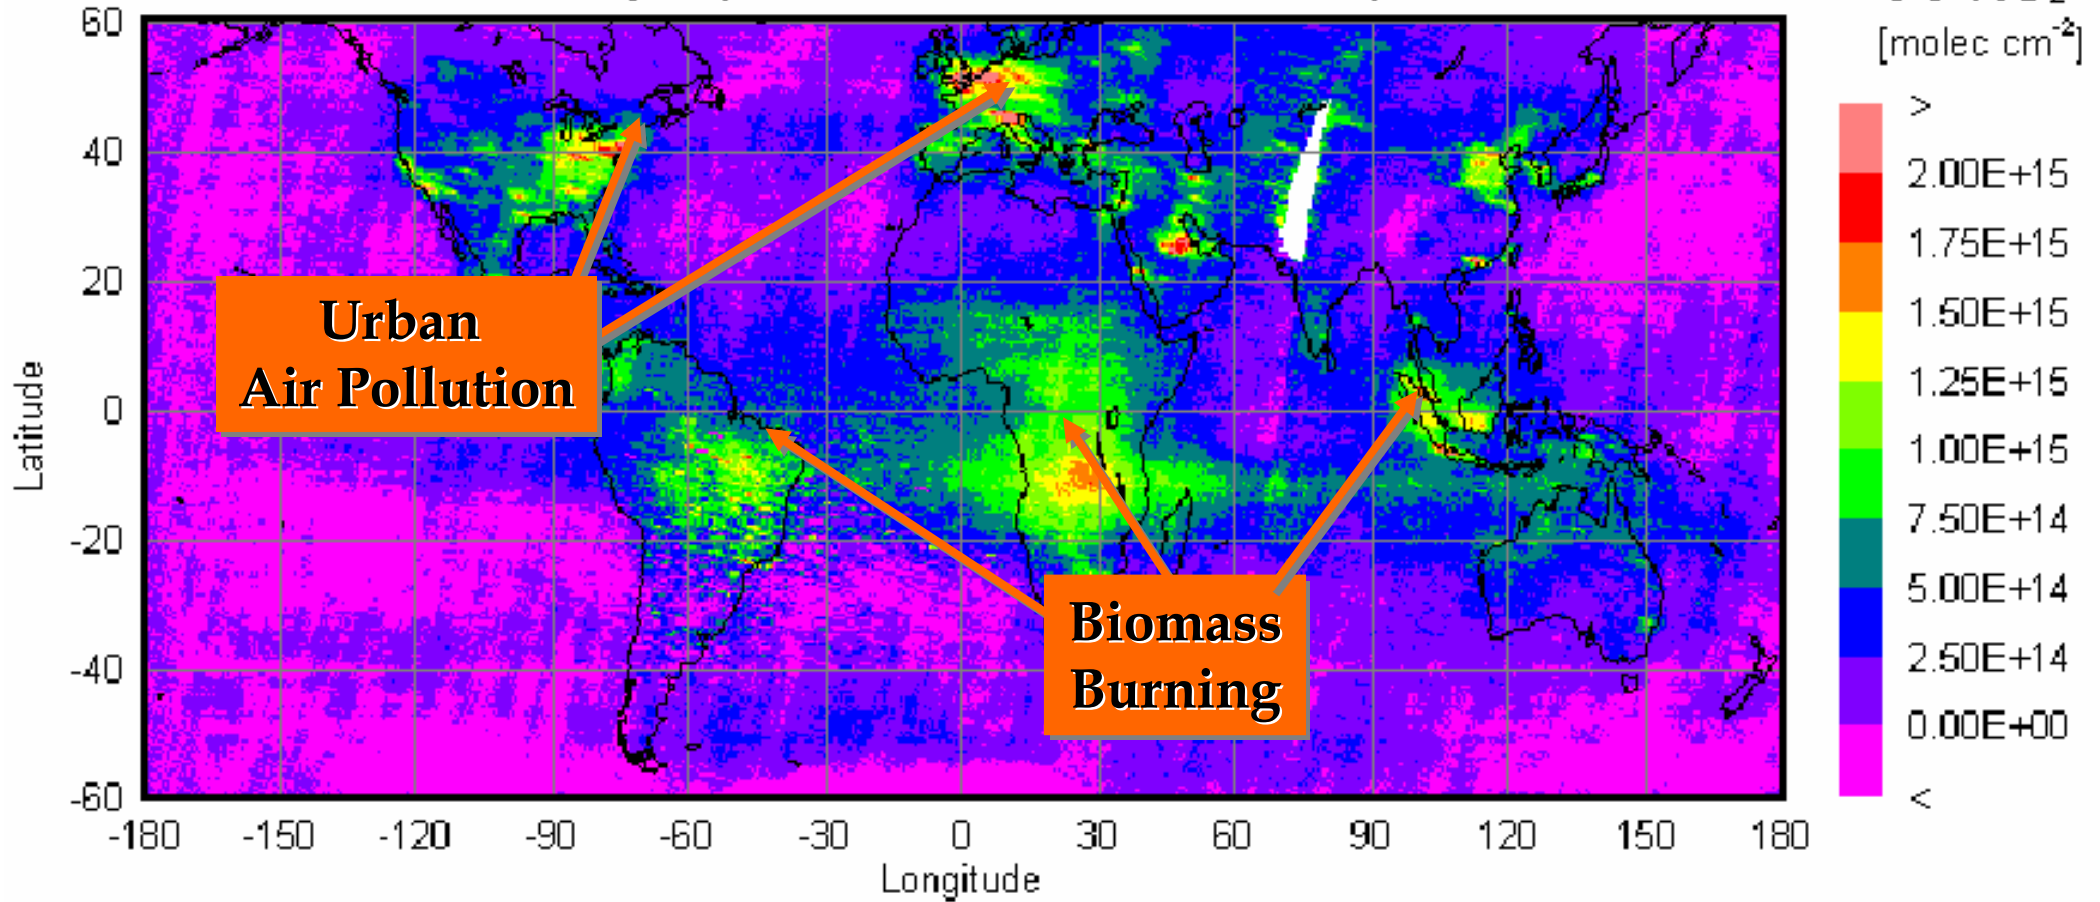 [molec cm-2]
60
40
20
0
-20
-40
-60
Latitude
Urban
Air Pollution
Biomass
Burning
>
2.00E+15
1.75E+15
1.50E+15
1.25E+15
1.00E+15
7.50E+14
5.00E+14
2.50E+14
0.00E+00
<
-180 -150 -120 -90 -60 -30 0 30 60 90 120 150 180
Longitude